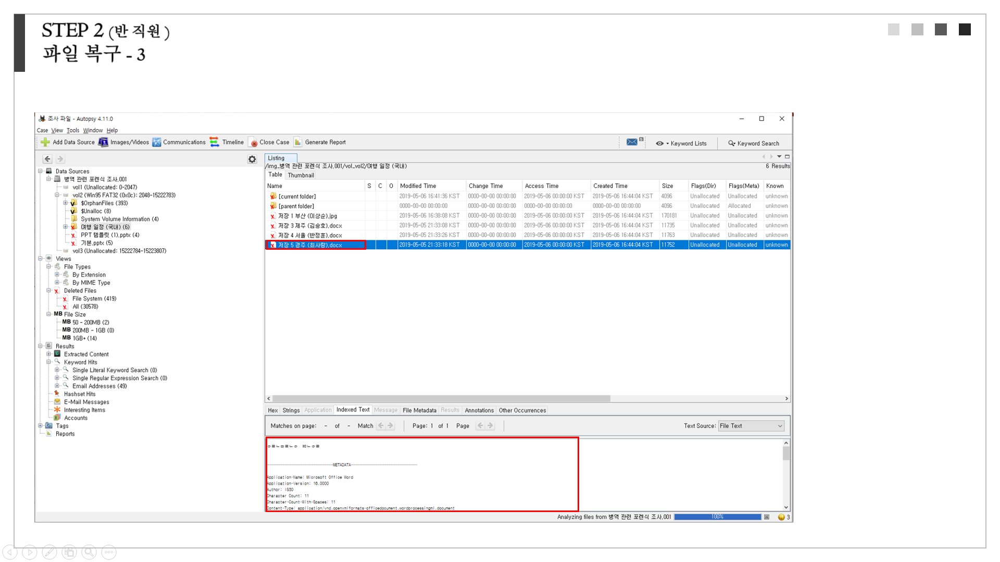 STEP 2 (반 직원 )
파일 복구 - 3
조사 파일 - Autopsy 4.11.0
Case View Tools Window Help
Add Data Source Images/Videos Communications Timeline Close Case Generate Report Keyword Lists Keyword Search
Data Sources
병역 관련 포렌식 조사.001
vol1 (Unallocated: 0-2047)
vol2 (Win95 FAT32 (0x0c): 2048-15222783)
$OrphanFiles (393)
$Unalloc (8)
System Volume Information (4)
여행 일정 (국내) (6)
PPT 템플릿 (1).pptx (4)
기본.pptx (5)
vol3 (Unallocated: 15222784-15223807)
Views
File Types
By Extension
By MIME Type
Deleted Files
File System (419)
All (30578)
MB File Size
MB 50 - 200MB (2)
MB 200MB - 1GB (0)
MB 1GB+ (14)
Results
Extracted Content
Keyword Hits
Single Literal Keyword Search (0)
Single Regular Expression Search (0)
Email Addresses (49)
Hashset Hits
E-Mail Messages
Interesting Items
Accounts
Tags
Reports
Listing
/img_병역 관련 포렌식 조사.001/vol_vol2/여행 일정 (국내)
6 Results
Table Thumbnail
Name S C O Modified Time Change Time Access Time Created Time Size Flags(Dir) Flags(Meta) Known
[current folder] 2019-05-06 16:41:36 KST 0000-00-00 00:00:00 2019-05-06 00:00:00 KST 2019-05-06 16:44:04 KST 4096 Unallocated Unallocated unknown
[parent folder] 0000-00-00 00:00:00 0000-00-00 00:00:00 0000-00-00 00:00:00 0000-00-00 00:00:00 4096 Unallocated Allocated unknown
저장 1 부산 (이상순).jpg 2019-05-06 16:38:08 KST 0000-00-00 00:00:00 2019-05-06 00:00:00 KST 2019-05-06 16:44:04 KST 170181 Unallocated Unallocated unknown
저장 3 제주 (김승호).docx 2019-05-05 21:33:08 KST 0000-00-00 00:00:00 2019-05-06 00:00:00 KST 2019-05-06 16:44:04 KST 11735 Unallocated Unallocated unknown
저장 4 서울 (반정훈).docx 2019-05-05 21:33:26 KST 0000-00-00 00:00:00 2019-05-06 00:00:00 KST 2019-05-06 16:44:04 KST 11763 Unallocated Unallocated unknown
저장 5 경주 (최사랑).docx 2019-05-05 21:33:18 KST 0000-00-00 00:00:00 2019-05-06 00:00:00 KST 2019-05-06 16:44:04 KST 11752 Unallocated Unallocated unknown
Hex Strings Application Indexed Text Message File Metadata Results Annotations Other Occurrences
Matches on page: - of - Match Page: 1 of 1 Page Text Source: File Text
METADATA
Application-Name: Microsoft Office Word
Application-Version: 16.0000
Author: IS30
Character Count: 11
Character-Count-With-Spaces: 11
Content-Type: application/vnd.openxmlformats-officedocument.wordprocessingml.document
Analyzing files from 병역 관련 포렌식 조사.001 100% 3